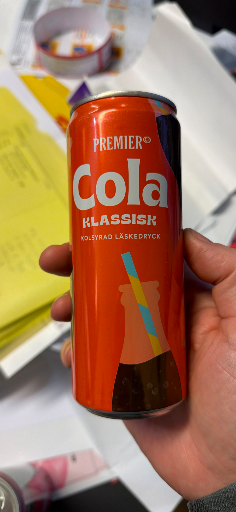 PREMIER©
Cola
KLASSISK
KOLSYRAD LÄSKEDRYCK